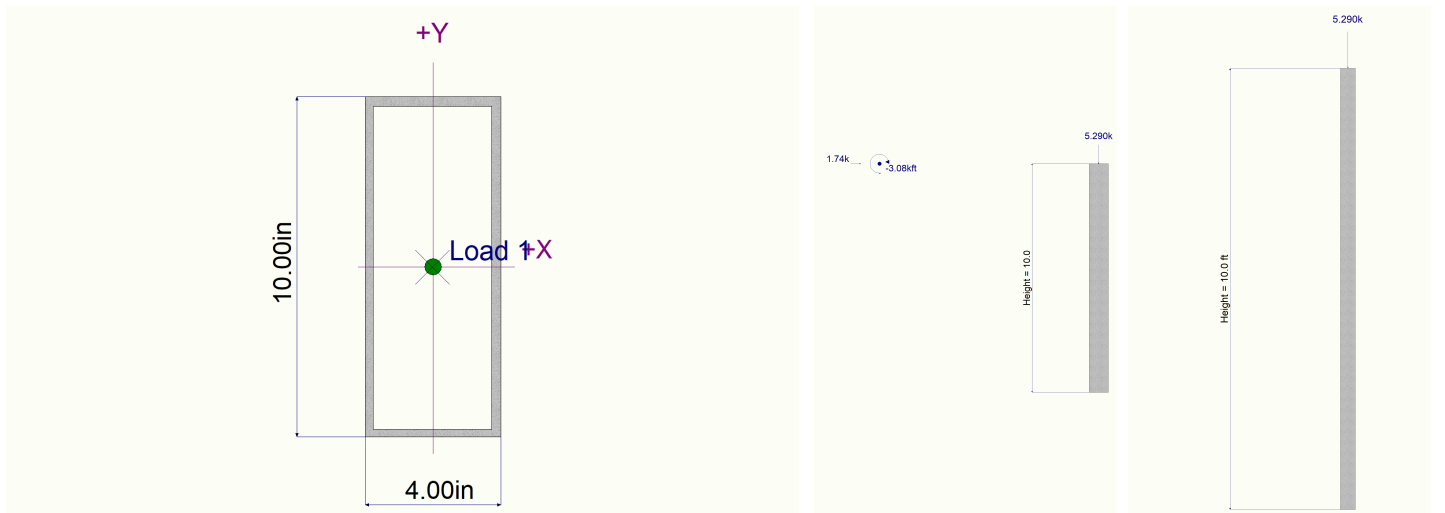 +Y
10.00in
Load 1
+X
4.00in
5.290k
1.74k
-3.08kft
Height = 10.0
5.290k
Height = 10.0 ft